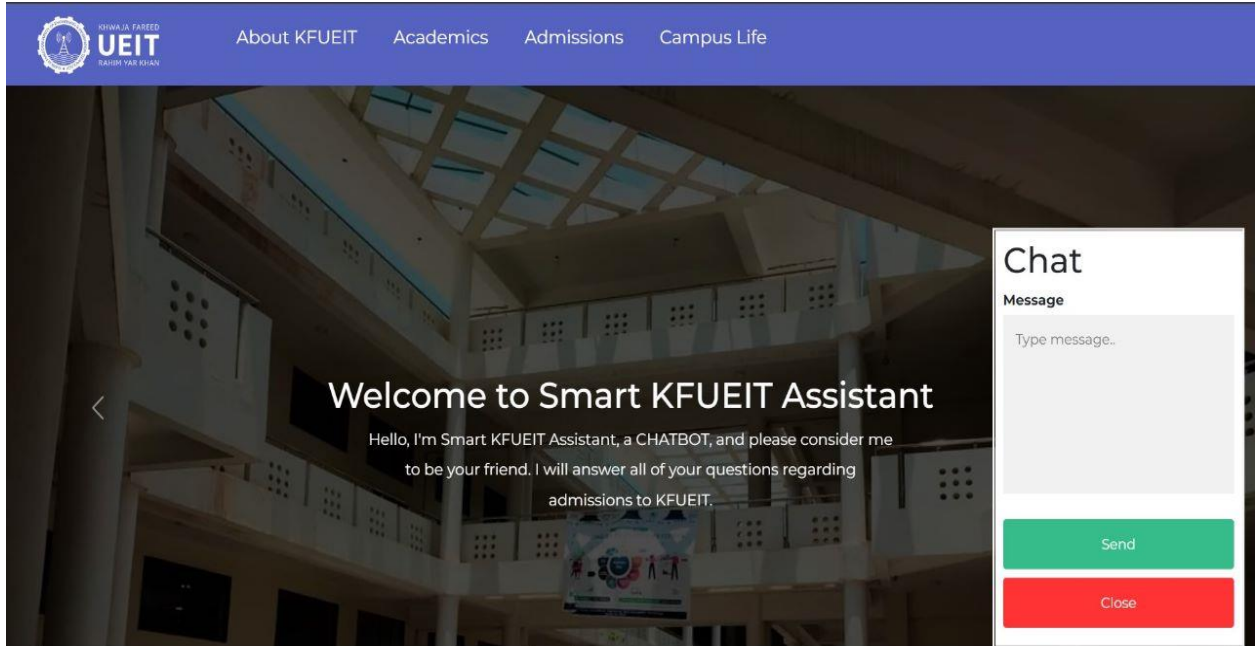 KHWAJA FAREED
UEIT
RAHIM YAR KHAN
About KFUEIT
Academics
Admissions
Campus Life
Welcome to Smart KFUEIT Assistant
Hello, I'm Smart KFUEIT Assistant, a CHATBOT, and please consider me
to be your friend. I will answer all of your questions regarding
admissions to KFUEIT.
Chat
Message
Type message..
Send
Close